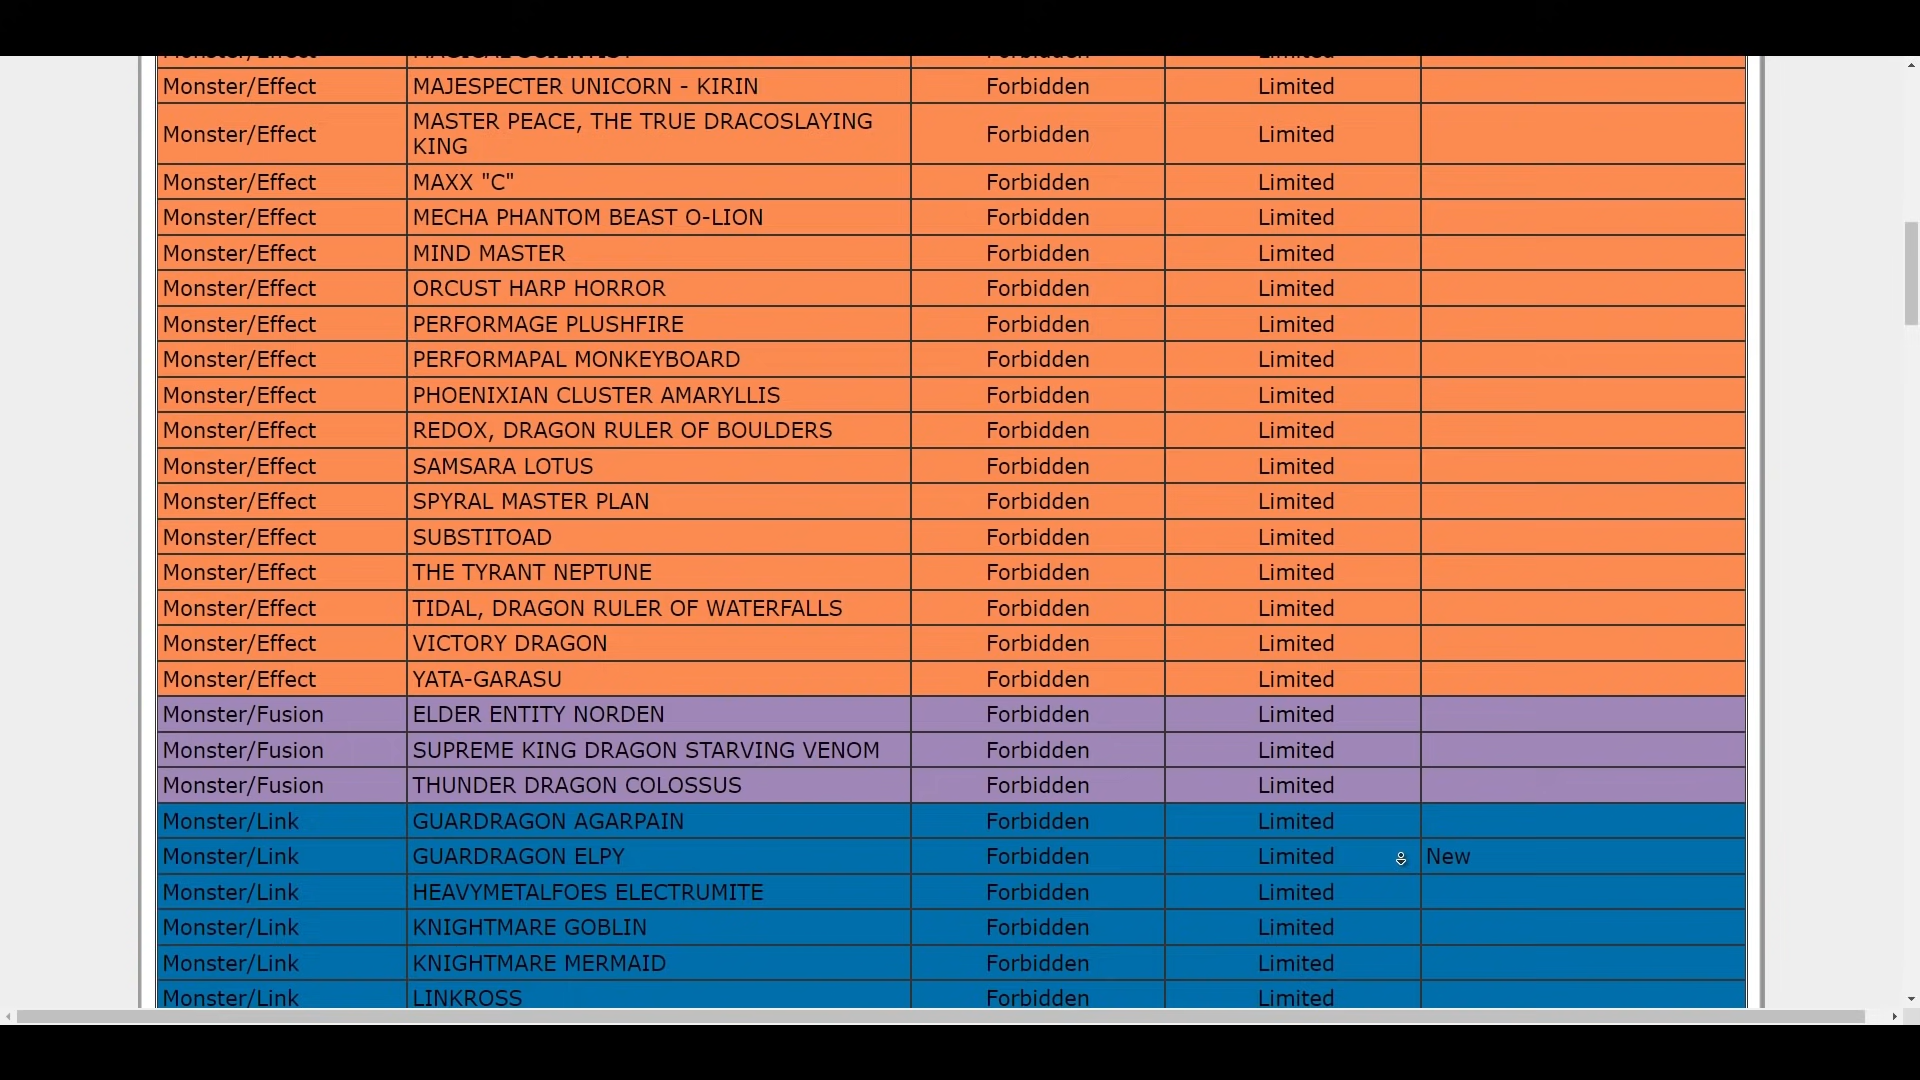 Monster/Effect MAJESPECTER UNICORN - KIRIN Forbidden Limited
Monster/Effect MASTER PEACE, THE TRUE DRACOSLAYING KING Forbidden Limited
Monster/Effect MAXX "C" Forbidden Limited
Monster/Effect MECHA PHANTOM BEAST O-LION Forbidden Limited
Monster/Effect MIND MASTER Forbidden Limited
Monster/Effect ORCUST HARP HORROR Forbidden Limited
Monster/Effect PERFORMAGE PLUSHFIRE Forbidden Limited
Monster/Effect PERFORMAPAL MONKEYBOARD Forbidden Limited
Monster/Effect PHOENIXIAN CLUSTER AMARYLLIS Forbidden Limited
Monster/Effect REDOX, DRAGON RULER OF BOULDERS Forbidden Limited
Monster/Effect SAMSARA LOTUS Forbidden Limited
Monster/Effect SPYRAL MASTER PLAN Forbidden Limited
Monster/Effect SUBSTITOAD Forbidden Limited
Monster/Effect THE TYRANT NEPTUNE Forbidden Limited
Monster/Effect TIDAL, DRAGON RULER OF WATERFALLS Forbidden Limited
Monster/Effect VICTORY DRAGON Forbidden Limited
Monster/Effect YATA-GARASU Forbidden Limited
Monster/Fusion ELDER ENTITY NORDEN Forbidden Limited
Monster/Fusion SUPREME KING DRAGON STARVING VENOM Forbidden Limited
Monster/Fusion THUNDER DRAGON COLOSSUS Forbidden Limited
Monster/Link GUARDRAGON AGARPAIN Forbidden Limited
Monster/Link GUARDRAGON ELPY Forbidden Limited New
Monster/Link HEAVYMETALFOES ELECTRUMITE Forbidden Limited
Monster/Link KNIGHTMARE GOBLIN Forbidden Limited
Monster/Link KNIGHTMARE MERMAID Forbidden Limited
Monster/Link LINKROSS Forbidden Limited